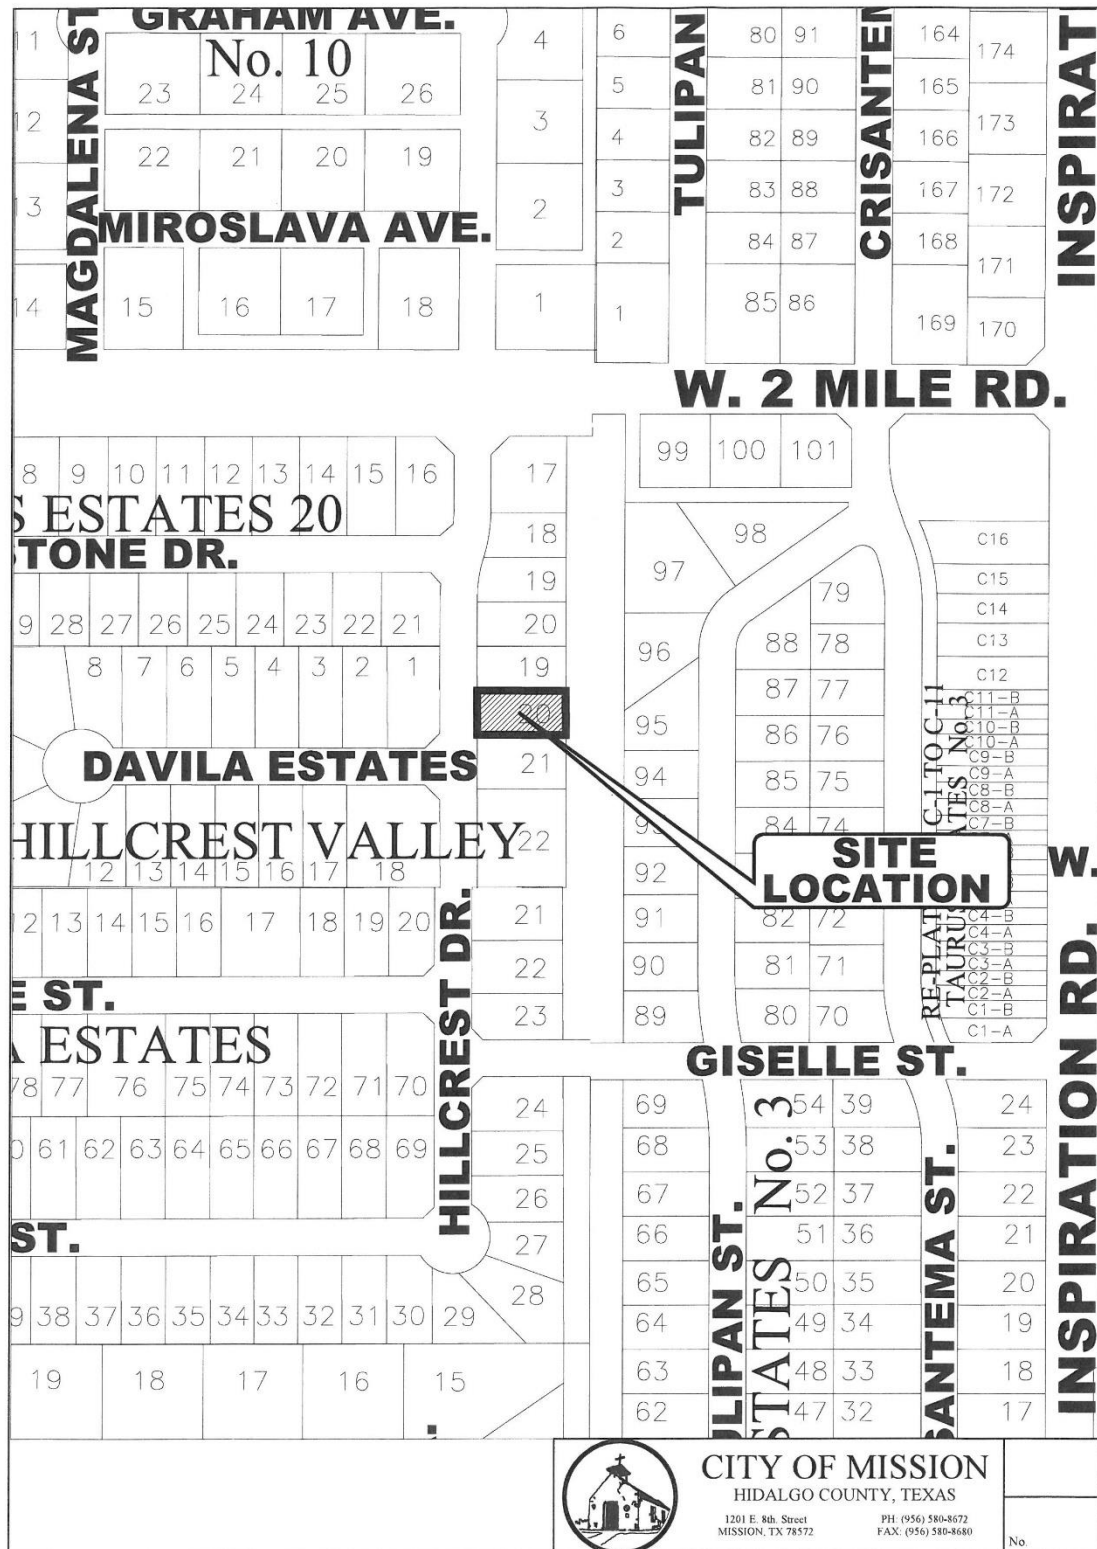 GRAHAM AVE.
No. 10
MAGDALENA ST
MIROSLAVA AVE.
TULIPAN
CRISANTEM
INSPIRAT
11 23 24 25 26 4 6 80 91 164 174
12 22 21 20 19 3 5 81 90 165 173
4 82 89 166
13 2 3 83 88 167 172
2 84 87 168 171
14 15 16 17 18 1 1 85 86 169 170
W. 2 MILE RD.
99 100 101
8 9 10 11 12 13 14 15 16 17
S ESTATES 20
STONE DR.
18 98 97 C16
19 79 C15
9 28 27 26 25 24 23 22 21 20 C14
88 78 C13
8 7 6 5 4 3 2 1 19 96 C12
87 77 C11-B
20 95 C11-A
86 76 C10-B
C10-A
DAVILA ESTATES 21 94 85 75 C9-B
C9-A
C8-B
C8-A
HILLCREST VALLEY
22 93 84 74 C7-B
12 13 14 15 16 17 18
SITE
LOCATION
92
RE-PLAT C-1 TO C-11
TAURUS ATES No. 3
W.
12 13 14 15 16 17 18 19 20 21 91 82 72 C4-B
C4-A
C3-B
22 90 81 71 C3-A
C2-B
C2-A
E ST.
23 89 80 70 C1-B
C1-A
HILLCREST DR.
A ESTATES
GISELLE ST.
INSPIRATION RD.
78 77 76 75 74 73 72 71 70 24 69 54 39 24
61 62 63 64 65 66 67 68 69 25 68 53 38 23
26 67 52 37 22
ST.
27 66 51 36 21
28 65 50 35 20
9 38 37 36 35 34 33 32 31 30 29 64 49 34 19
19 18 17 16 15 63 48 33 18
62 47 32 17
ULIPAN ST.
STATES No. 3
SANTEMA ST.
CITY OF MISSION
HIDALGO COUNTY, TEXAS
1201 E. 8th. Street
MISSION, TX 78572
PH: (956) 580-8672
FAX: (956) 580-8680
No.